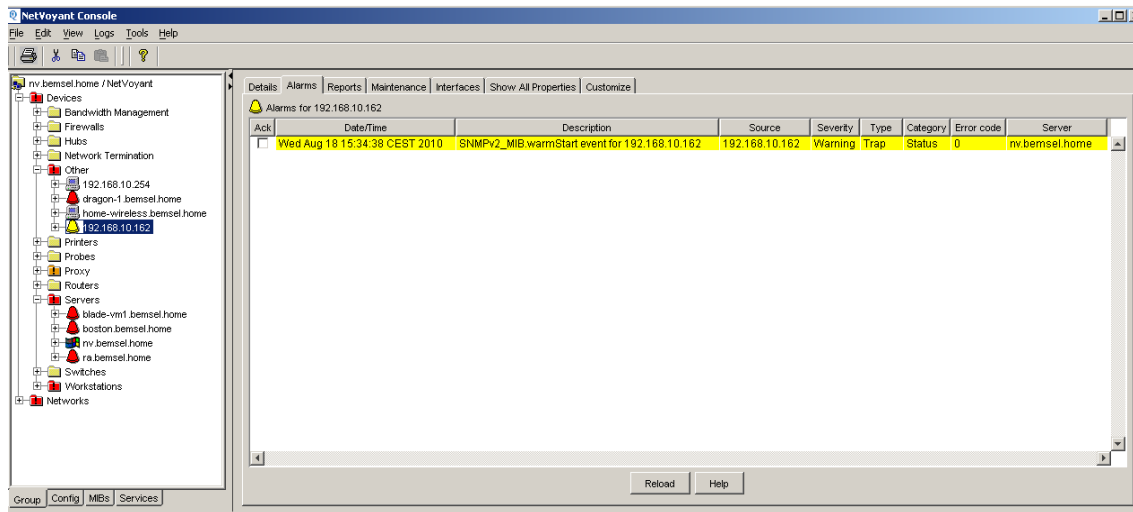 NetVoyant Console
File Edit View Logs Tools Help
nv.bemsel.home / NetVoyant
Devices
Bandwidth Management
Firewalls
Hubs
Network Termination
Other
192.168.10.254
dragon-1.bemsel.home
home-wireless.bemsel.home
192.168.10.162
Printers
Probes
Proxy
Routers
Servers
blade-vm1.bemsel.home
boston.bemsel.home
nv.bemsel.home
ra.bemsel.home
Switches
Workstations
Networks
Group Config MIBs Services
Details Alarms Reports Maintenance Interfaces Show All Properties Customize
Alarms for 192.168.10.162
Ack Date/Time Description Source Severity Type Category Error code Server
Wed Aug 18 15:34:38 CEST 2010 SNMPv2_MIB.warmStart event for 192.168.10.162 192.168.10.162 Warning Trap Status 0 nv.bemsel.home
Reload Help